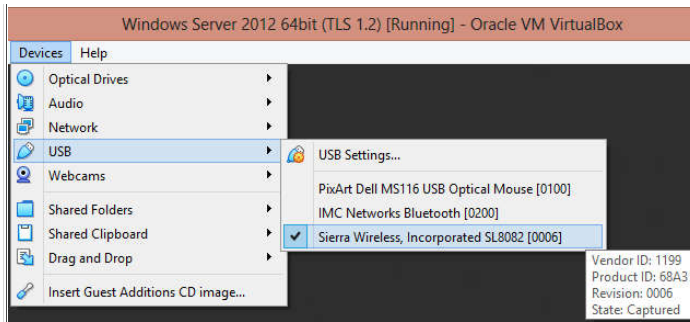 Windows Server 2012 64bit (TLS 1.2) [Running] - Oracle VM VirtualBox
Devices Help
Optical Drives
Audio
Network
USB
Webcams
Shared Folders
Shared Clipboard
Drag and Drop
Insert Guest Additions CD image...
USB Settings...
PixArt Dell MS116 USB Optical Mouse [0100]
IMC Networks Bluetooth [0200]
Sierra Wireless, Incorporated SL8082 [0006]
Vendor ID: 1199
Product ID: 68A3
Revision: 0006
State: Captured